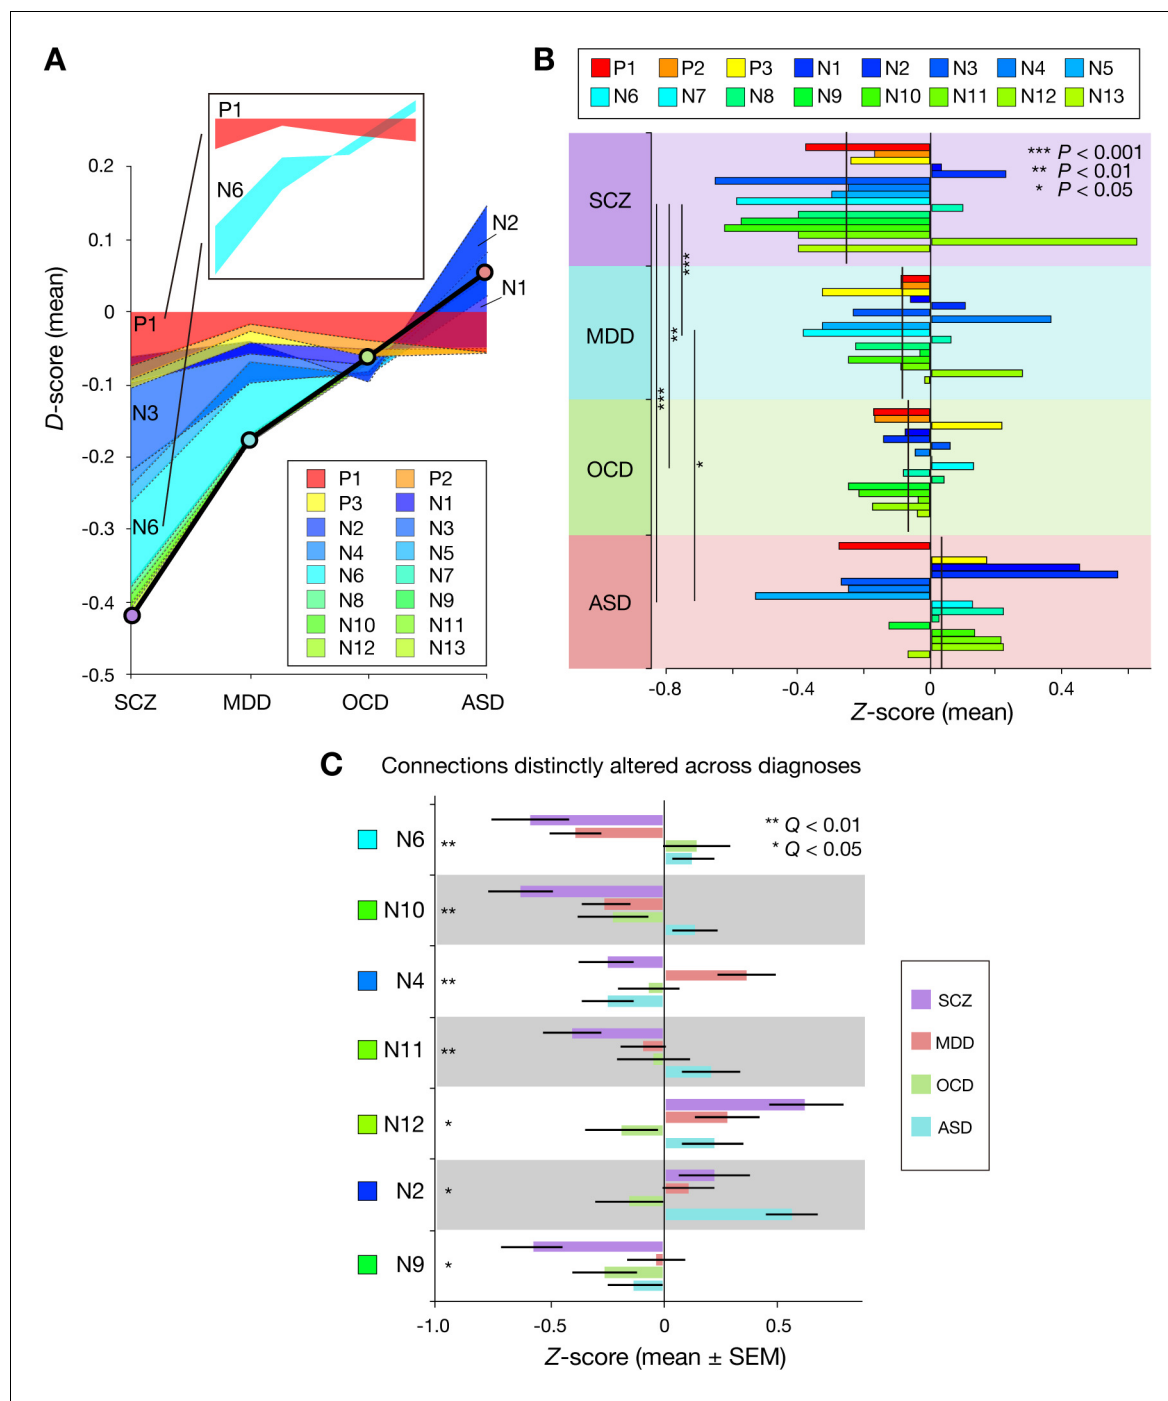 A
P1
N6
0.2
0.1
0
-0.1
-0.2
-0.3
-0.4
-0.5
D-score (mean)
P1
N3
N6
N2
N1
P1 P2
P3 N1
N2 N3
N4 N5
N6 N7
N8 N9
N10 N11
N12 N13
SCZ MDD OCD ASD
B
P1 P2 P3 N1 N2 N3 N4 N5
N6 N7 N8 N9 N10 N11 N12 N13
*** P < 0.001
** P < 0.01
* P < 0.05
SCZ
MDD
OCD
ASD
***
**
***
*
-0.8 -0.4 0 0.4
Z-score (mean)
C Connections distinctly altered across diagnoses
** Q < 0.01
* Q < 0.05
N6 **
N10 **
N4 **
N11 **
N12 *
N2 *
N9 *
SCZ
MDD
OCD
ASD
-1.0 -0.5 0 0.5
Z-score (mean ± SEM)